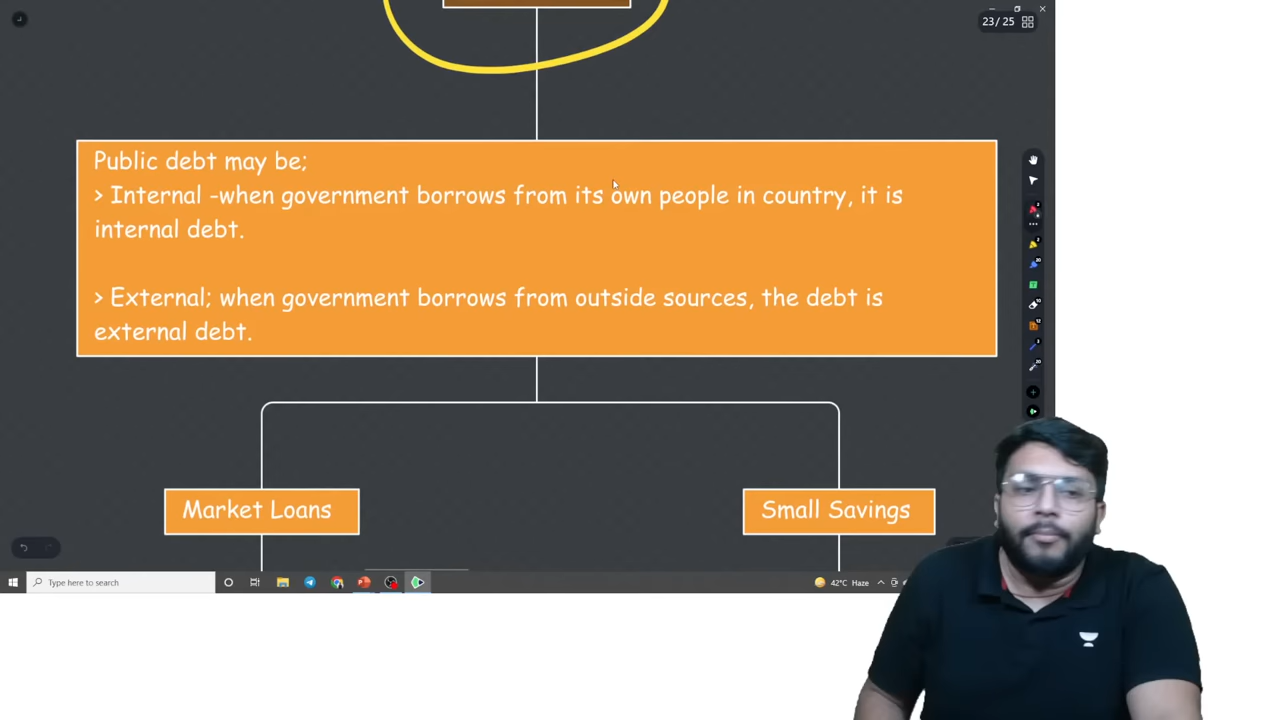 23/ 25
Public debt may be;
> Internal -when government borrows from its own people in country, it is
internal debt.
> External; when government borrows from outside sources, the debt is
external debt.
Market Loans
Small Savings
Type here to search
42°C Haze